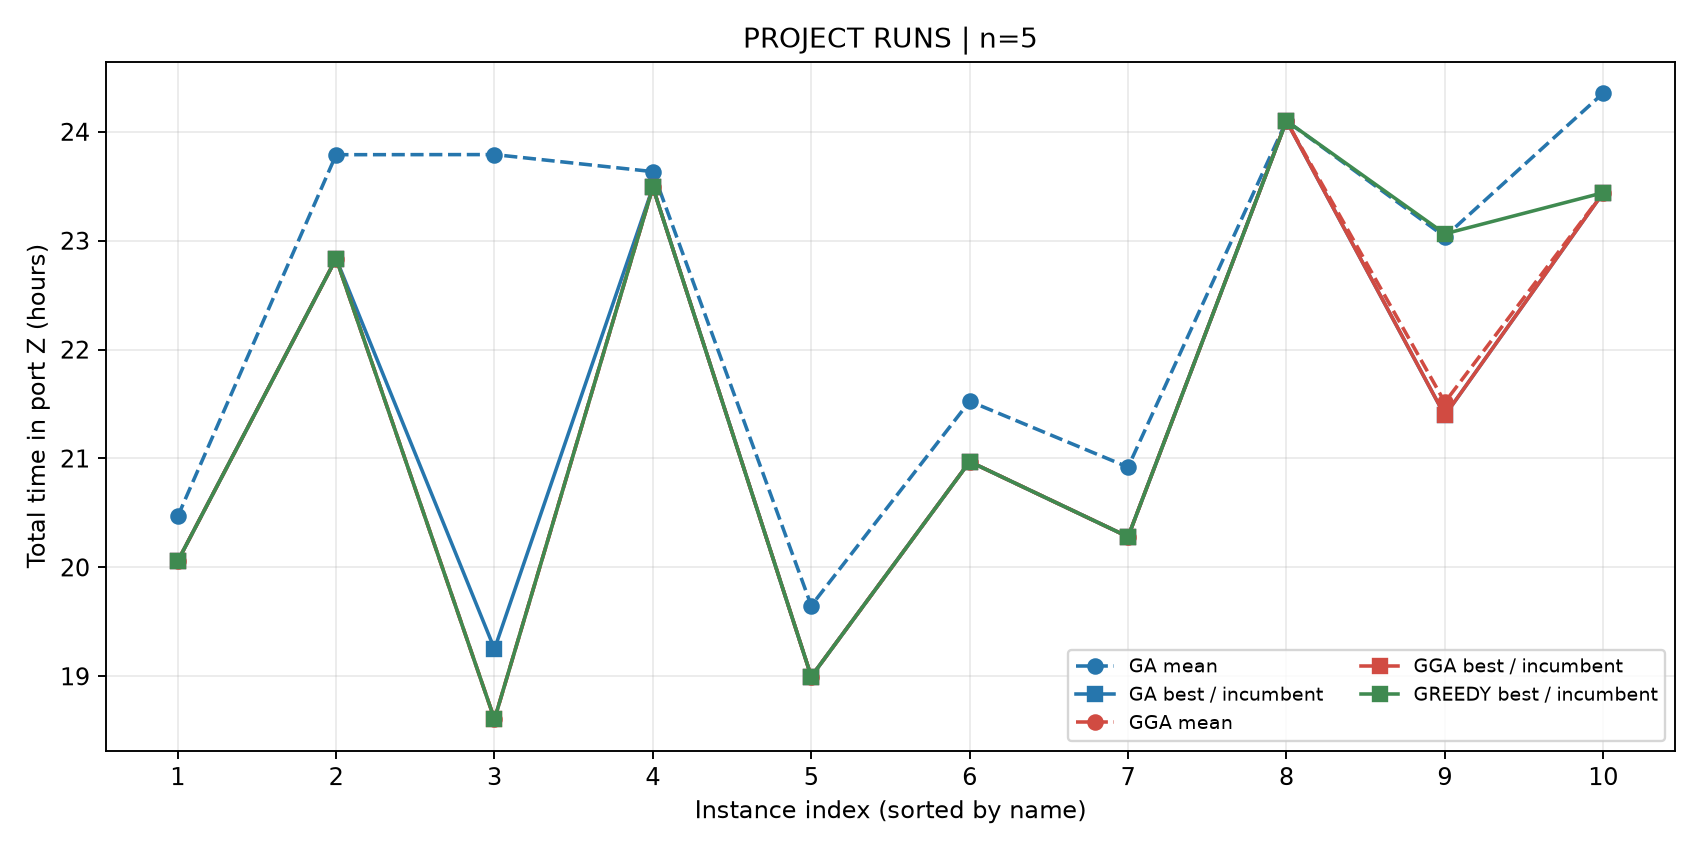 PROJECT RUNS | n=5
Total time in port Z (hours)
24
23
22
21
20
19
1 2 3 4 5 6 7 8 9 10
Instance index (sorted by name)
GA mean
GA best / incumbent
GGA mean
GGA best / incumbent
GREEDY best / incumbent